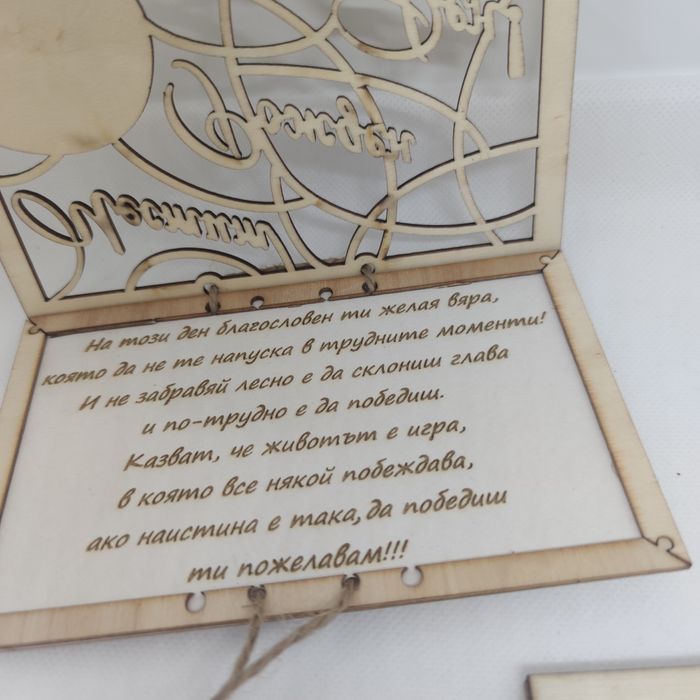 Честит
Рожден
На този ден благословен ти желая вяра,
която да не те напуска в трудните моменти!
И не забравяй лесно е да склониш глава
и по-трудно е да победиш.
Казват, че животът е игра,
в която все някой побеждава,
ако наистина е така, да победиш
ти пожелавам!!!